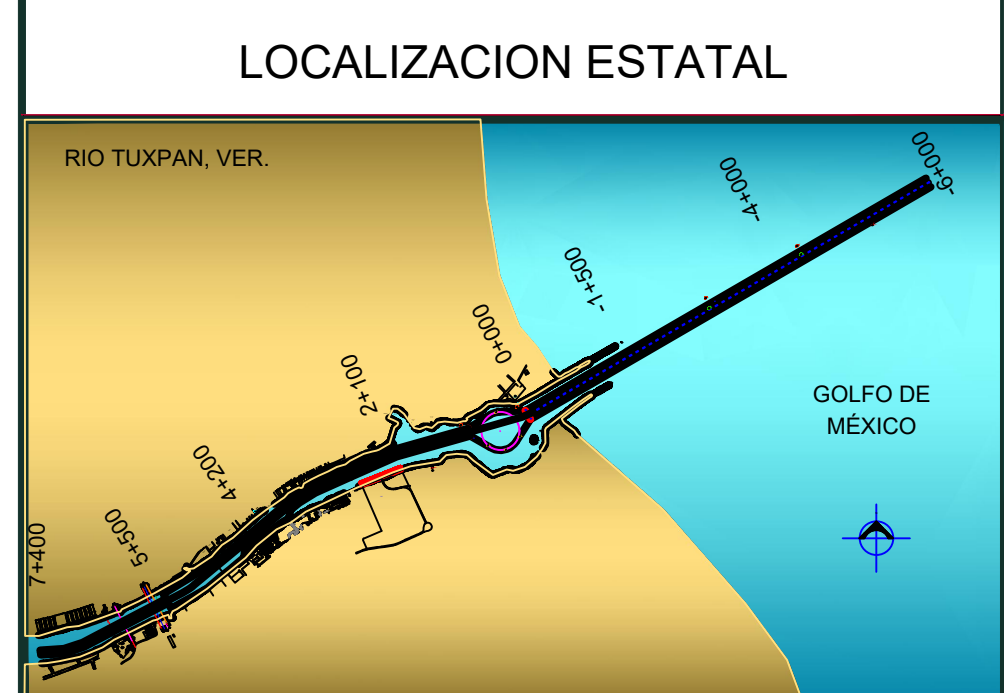 LOCALIZACION ESTATAL
RIO TUXPAN, VER.
-6+000
-4+000
-1+500
0+000
2+100
GOLFO DE
MÉXICO
4+200
5+500
7+400